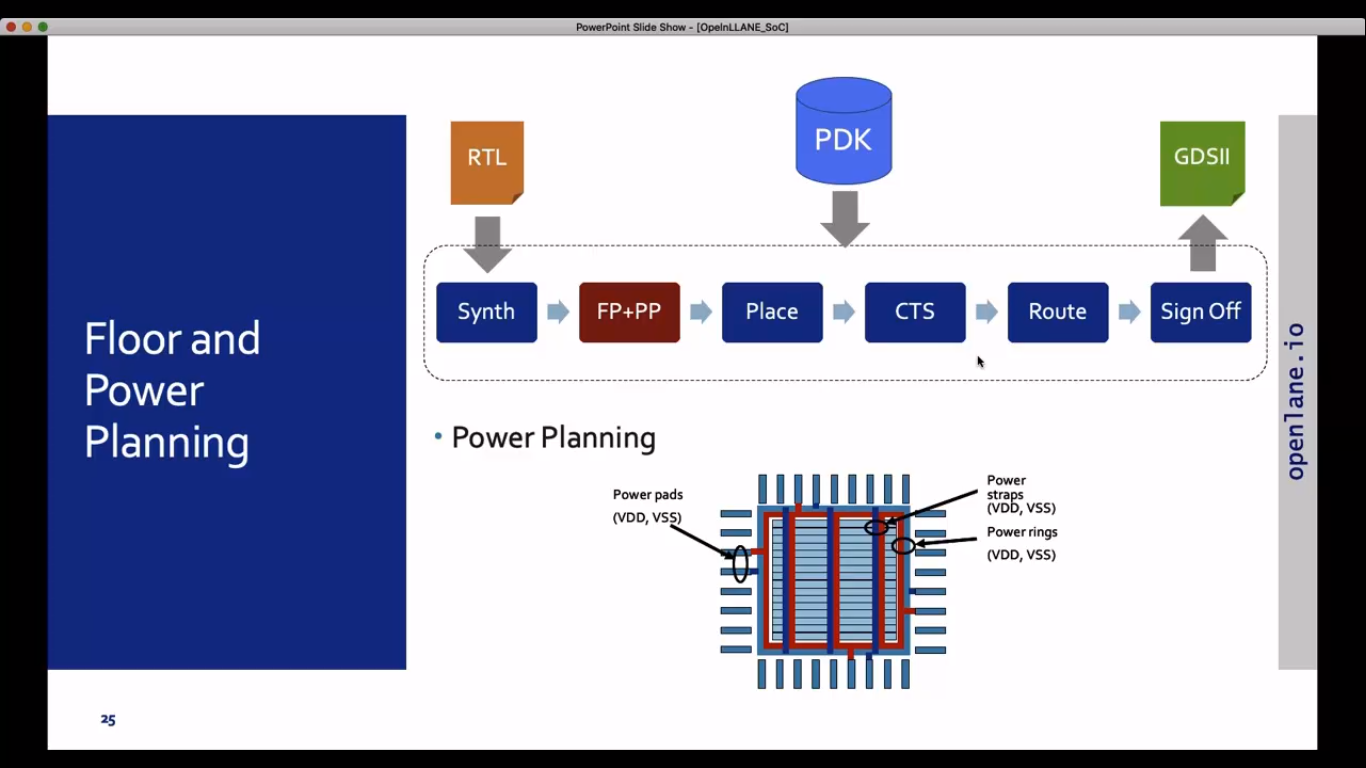 PowerPoint Slide Show - [OpeInLLANE_SoC]
RTL
PDK
GDSII
Synth
FP+PP
Place
CTS
Route
Sign Off
Floor and
Power
Planning
openlane.io
• Power Planning
Power pads
(VDD, VSS)
Power
straps
(VDD, VSS)
Power rings
(VDD, VSS)
25